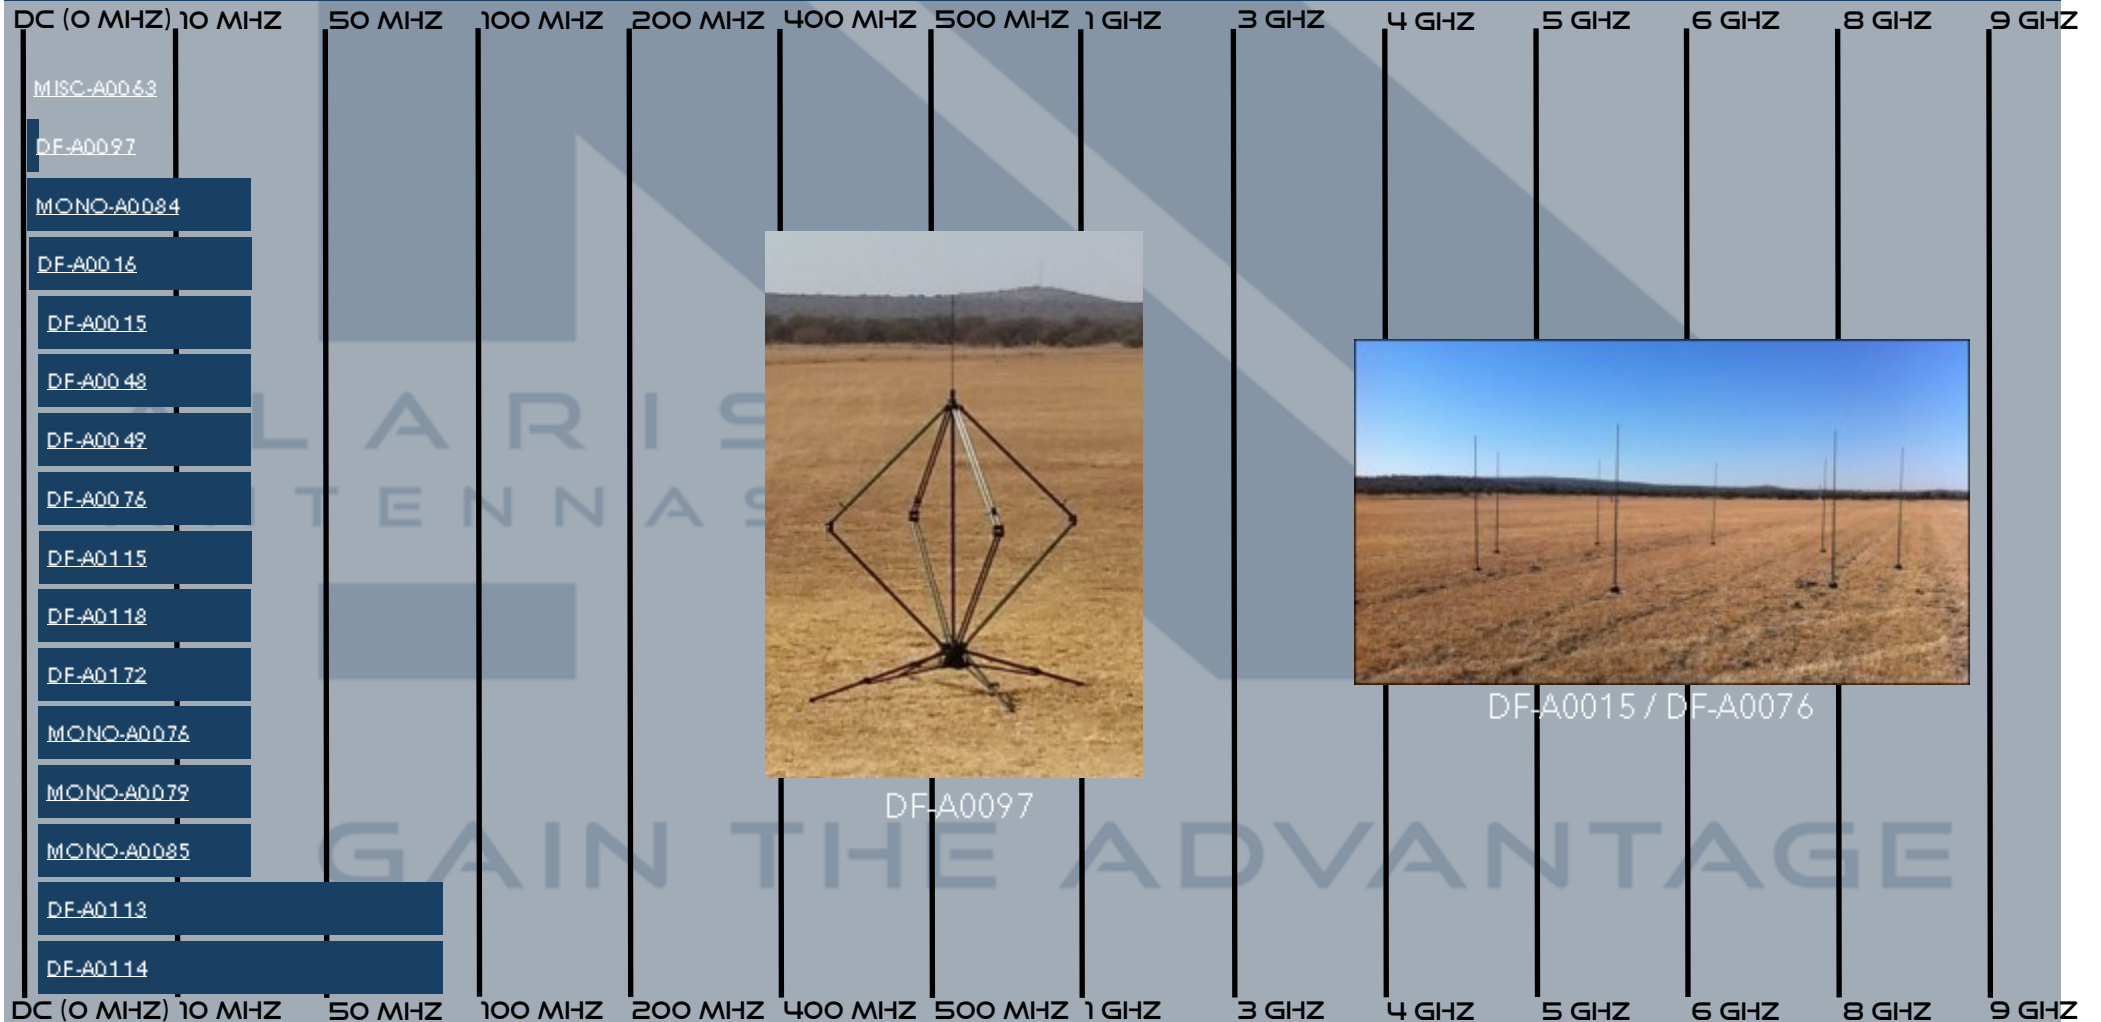 DC (0 MHZ) 10 MHZ 50 MHZ 100 MHZ 200 MHZ 400 MHZ 500 MHZ 1 GHZ 3 GHZ 4 GHZ 5 GHZ 6 GHZ 8 GHZ 9 GHZ
MISC-A0063
DF-A0097
MONO-A0084
DF-A0016
DF-A0015
DF-A0048
DF-A0049
DF-A0076
DF-A0115
DF-A0118
DF-A0172
MONO-A0076
MONO-A0079
MONO-A0085
DF-A0113
DF-A0114
DF-A0097
DF-A0015 / DF-A0076
GAIN THE ADVANTAGE
DC (0 MHZ) 10 MHZ 50 MHZ 100 MHZ 200 MHZ 400 MHZ 500 MHZ 1 GHZ 3 GHZ 4 GHZ 5 GHZ 6 GHZ 8 GHZ 9 GHZ